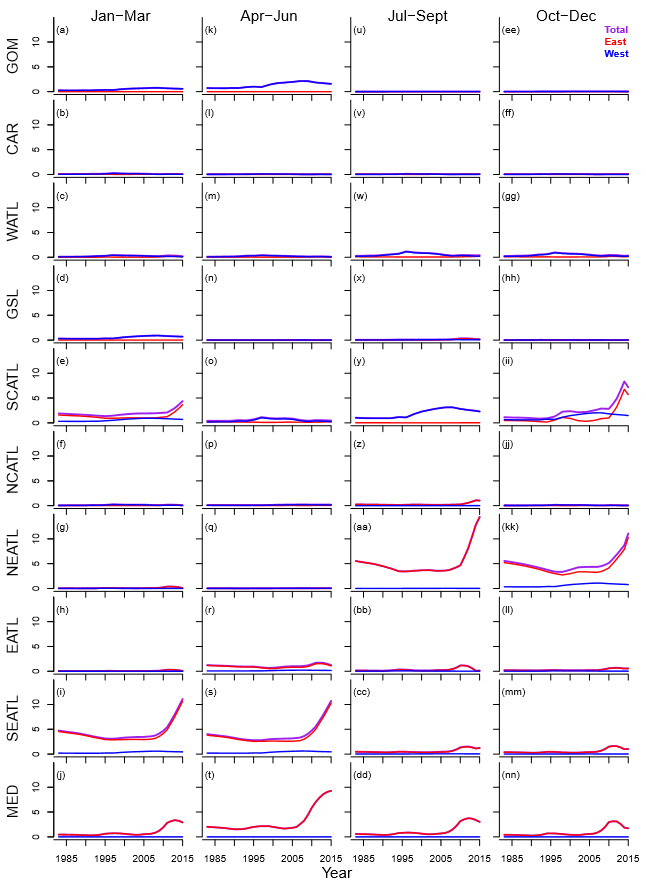 Jan−Mar Apr−Jun Jul−Sept Oct−Dec
GOM (a) (k) (u) (ee) Total
East
West
0 5 10
CAR (b) (l) (v) (ff)
0 5 10
WATL (c) (m) (w) (gg)
0 5 10
GSL (d) (n) (x) (hh)
0 5 10
SCATL (e) (o) (y) (ii)
0 5 10
NCATL (f) (p) (z) (jj)
0 5 10
NEATL (g) (q) (aa) (kk)
0 5 10
EATL (h) (r) (bb) (ll)
0 5 10
SEATL (i) (s) (cc) (mm)
0 5 10
MED (j) (t) (dd) (nn)
0 5 10
1985 1995 2005 2015 1985 1995 2005 2015 1985 1995 2005 2015 1985 1995 2005 2015
Year